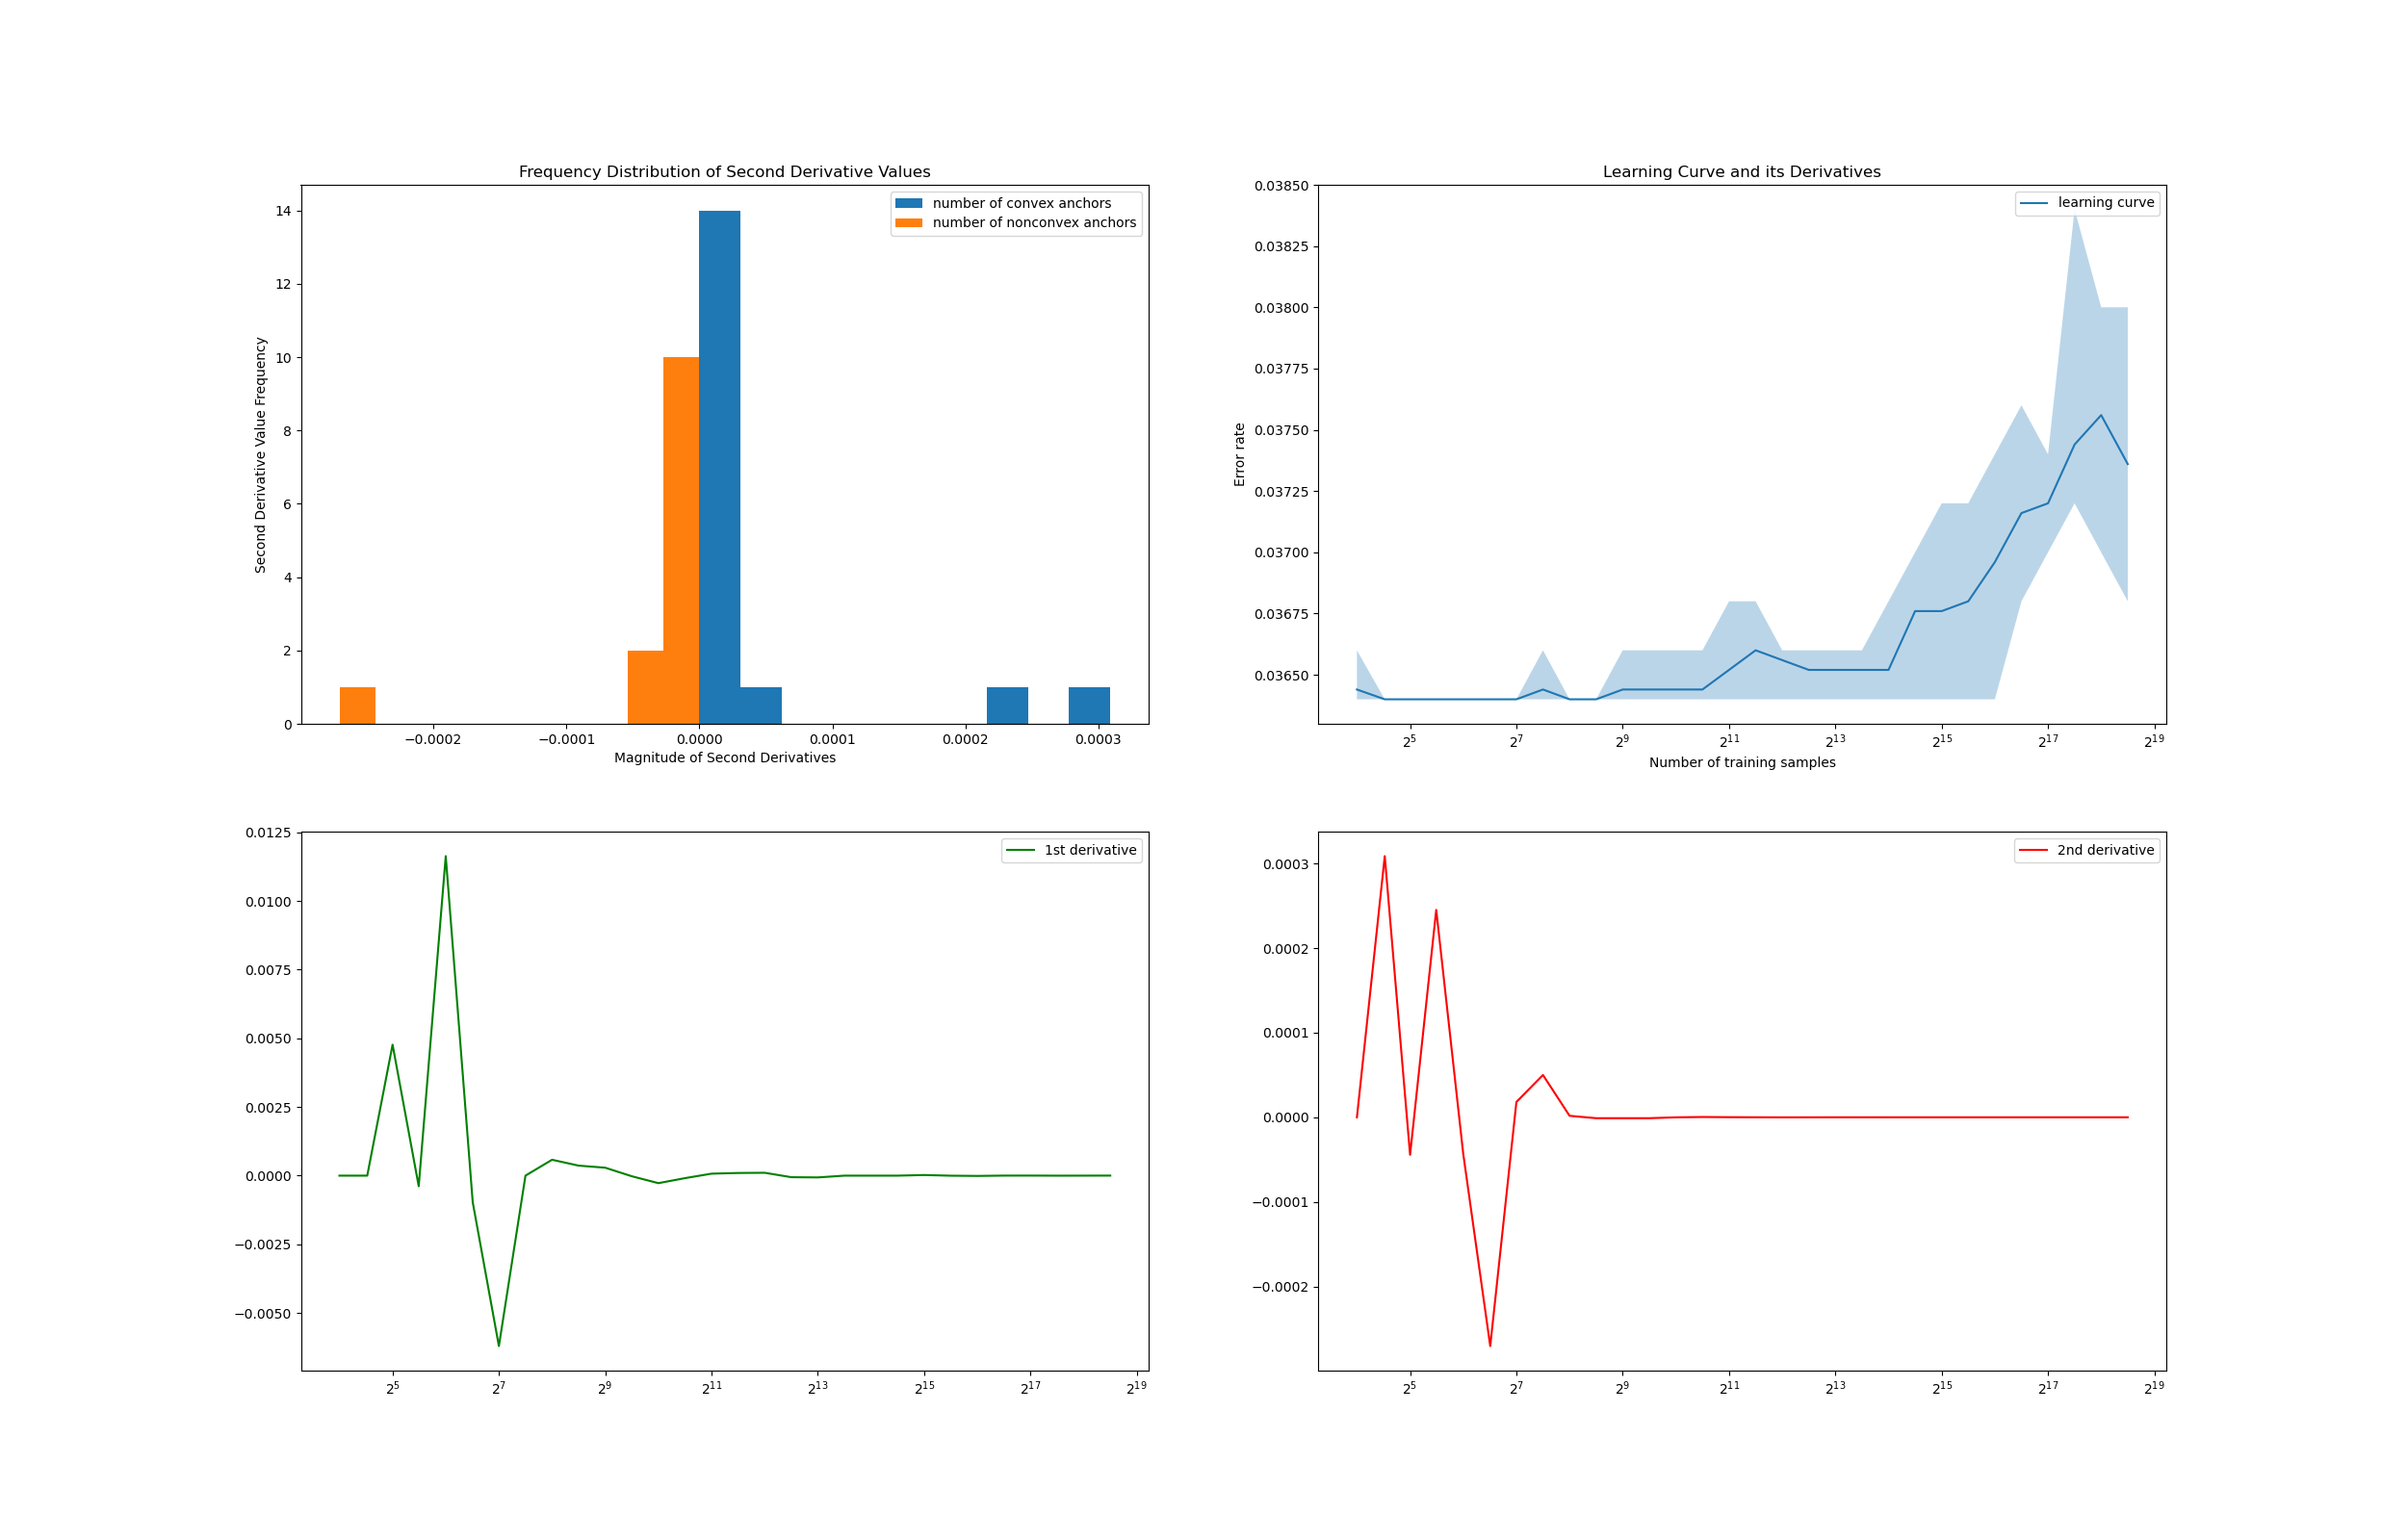 Frequency Distribution of Second Derivative Values
number of convex anchors
number of nonconvex anchors
Second Derivative Value Frequency
14
12
10
8
6
4
2
0
−0.0002 −0.0001 0.0000 0.0001 0.0002 0.0003
Magnitude of Second Derivatives
Learning Curve and its Derivatives
learning curve
Error rate
0.03850
0.03825
0.03800
0.03775
0.03750
0.03725
0.03700
0.03675
0.03650
2^5 2^7 2^9 2^11 2^13 2^15 2^17 2^19
Number of training samples
1st derivative
0.0125
0.0100
0.0075
0.0050
0.0025
0.0000
−0.0025
−0.0050
2^5 2^7 2^9 2^11 2^13 2^15 2^17 2^19
2nd derivative
0.0003
0.0002
0.0001
0.0000
−0.0001
−0.0002
2^5 2^7 2^9 2^11 2^13 2^15 2^17 2^19